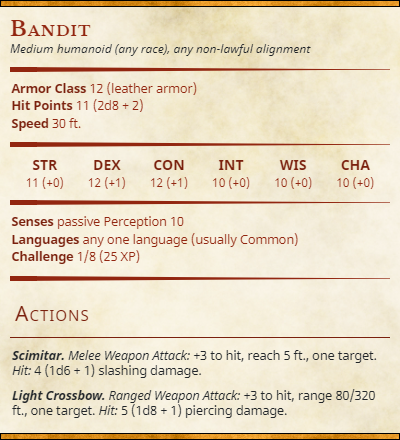 Bandit
Medium humanoid (any race), any non-lawful alignment
Armor Class 12 (leather armor)
Hit Points 11 (2d8 + 2)
Speed 30 ft.
STR DEX CON INT WIS CHA
11 (+0) 12 (+1) 12 (+1) 10 (+0) 10 (+0) 10 (+0)
Senses passive Perception 10
Languages any one language (usually Common)
Challenge 1/8 (25 XP)
Actions
Scimitar. Melee Weapon Attack: +3 to hit, reach 5 ft., one target.
Hit: 4 (1d6 + 1) slashing damage.
Light Crossbow. Ranged Weapon Attack: +3 to hit, range 80/320
ft., one target. Hit: 5 (1d8 + 1) piercing damage.